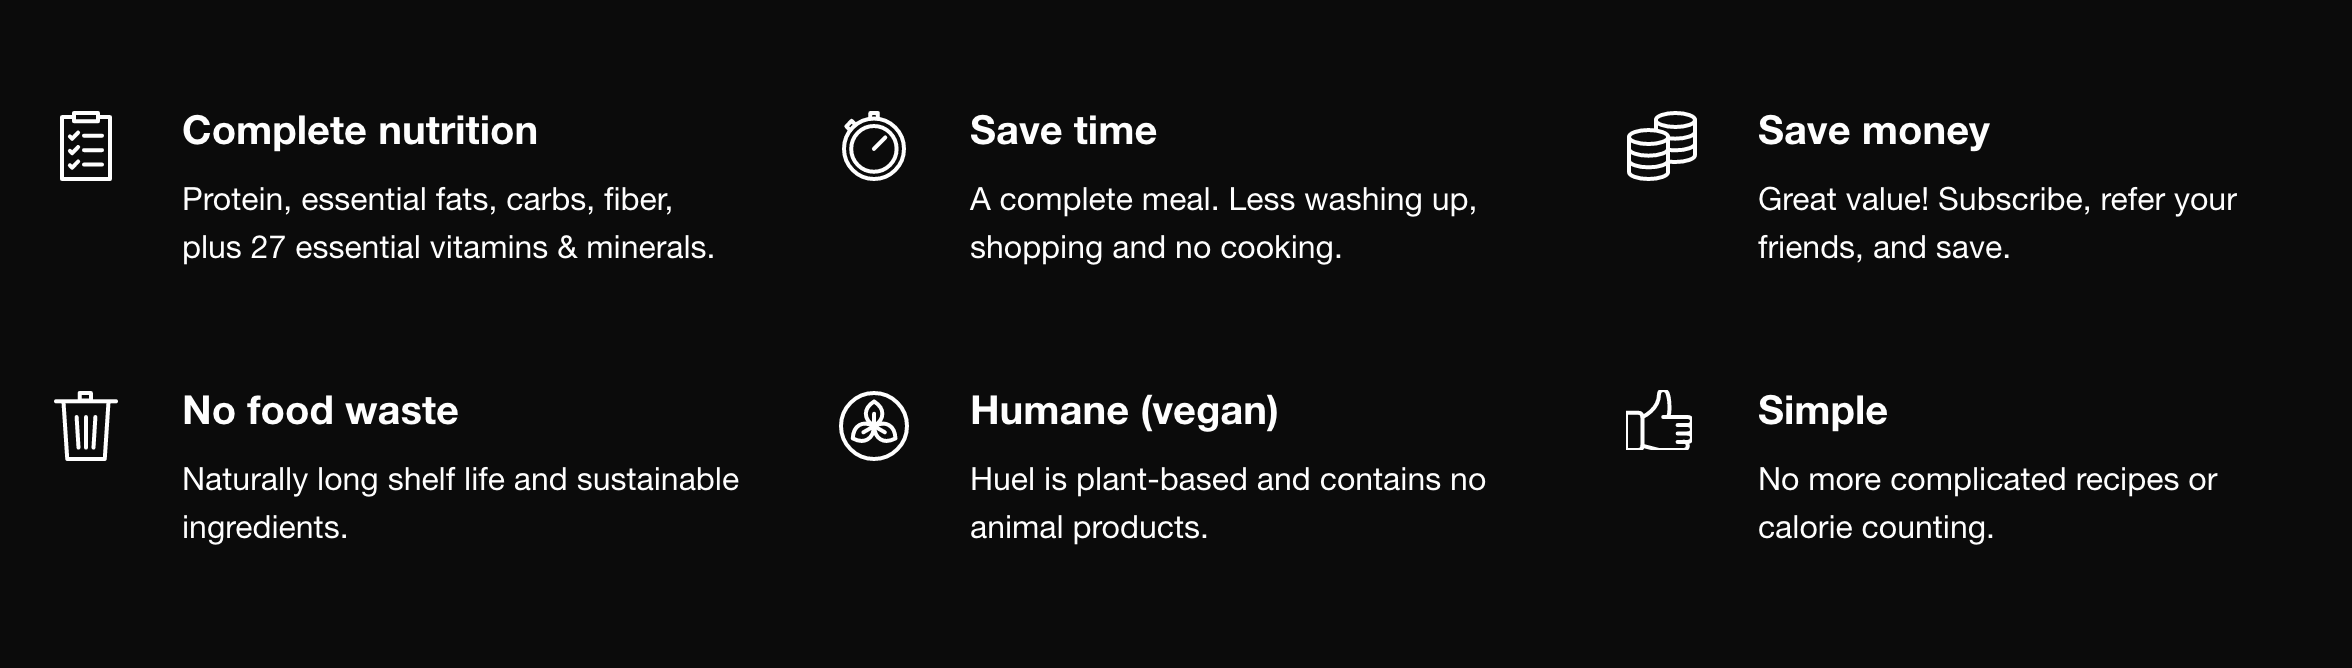 Complete nutrition
Protein, essential fats, carbs, fiber,
plus 27 essential vitamins & minerals.
Save time
A complete meal. Less washing up,
shopping and no cooking.
Save money
Great value! Subscribe, refer your
friends, and save.
No food waste
Naturally long shelf life and sustainable
ingredients.
Humane (vegan)
Huel is plant-based and contains no
animal products.
Simple
No more complicated recipes or
calorie counting.